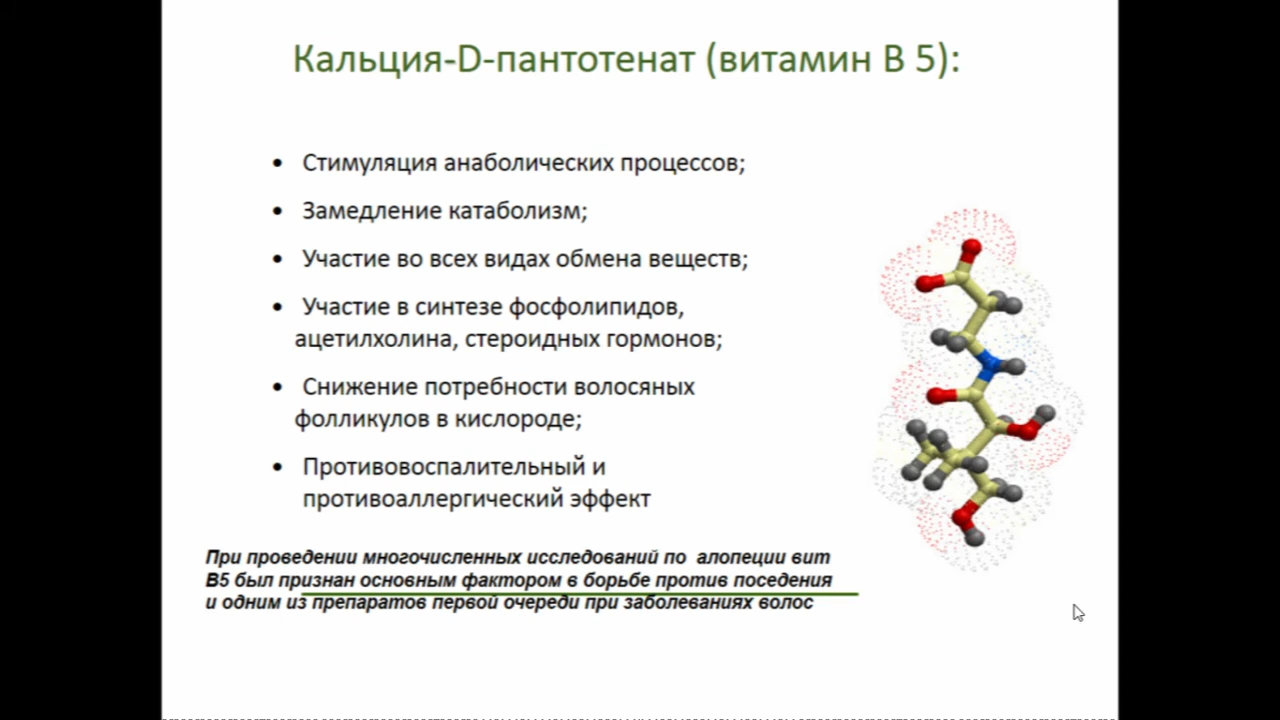 Кальция-D-пантотенат (витамин В 5):
• Стимуляция анаболических процессов;
• Замедление катаболизм;
• Участие во всех видах обмена веществ;
• Участие в синтезе фосфолипидов,
ацетилхолина, стероидных гормонов;
• Снижение потребности волосяных
фолликулов в кислороде;
• Противовоспалительный и
противоаллергический эффект
При проведении многочисленных исследований по алопеции вит
В5 был признан основным фактором в борьбе против поседения
и одним из препаратов первой очереди при заболеваниях волос